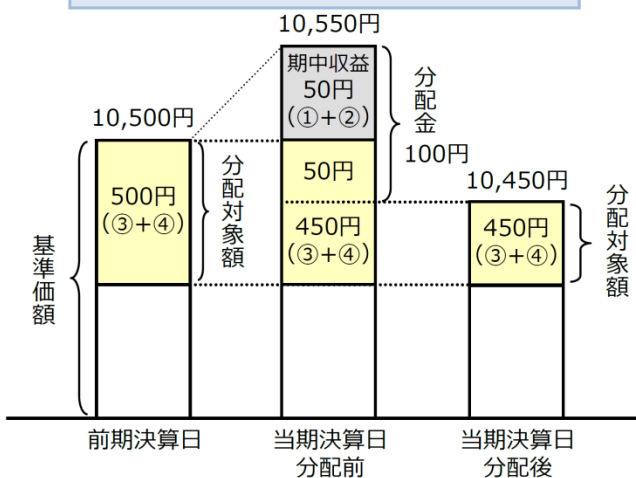 10,550円
期中収益
50円
(①+②)
分配金
100円
10,500円
500円
(③+④)
分配対象額
50円
450円
(③+④)
10,450円
450円
(③+④)
分配対象額
基準価額
前期決算日
当期決算日
分配前
当期決算日
分配後